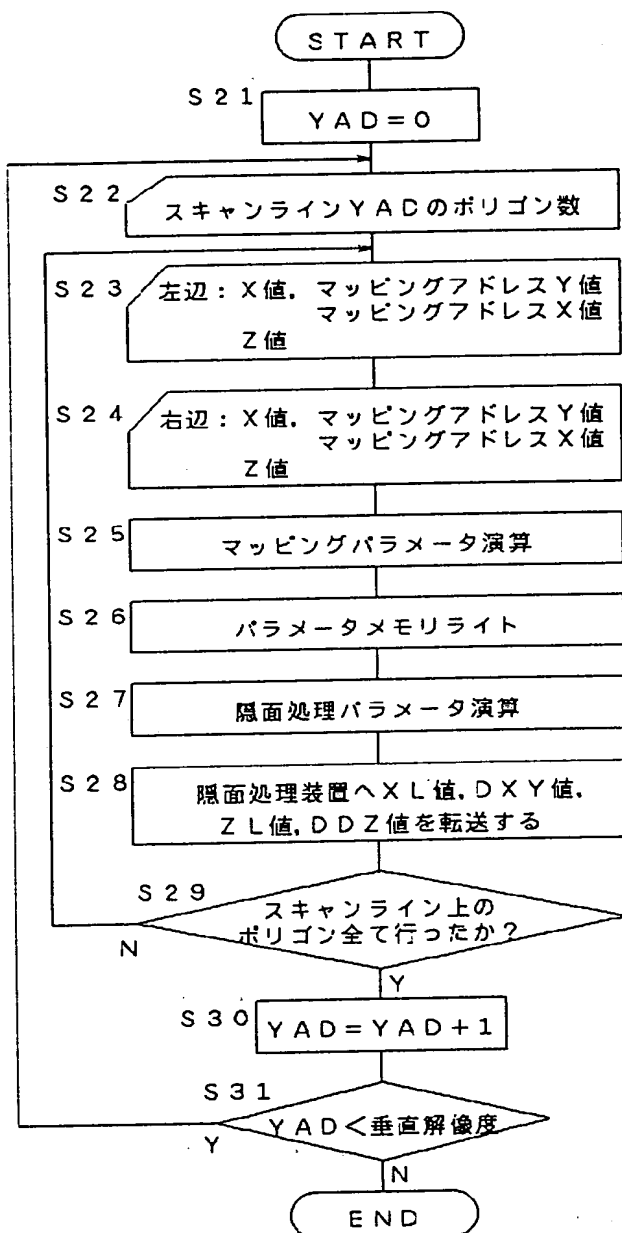 START
S21
YAD=0
S22
スキャンラインYADのポリゴン数
S23
左辺:X値,マッピングアドレスY値
マッピングアドレスX値
Z値
S24
右辺:X値,マッピングアドレスY値
マッピングアドレスX値
Z値
S25
マッピングパラメータ演算
S26
パラメータメモリライト
S27
隠面処理パラメータ演算
S28
隠面処理装置へXL値,DXY値,
ZL値,DDZ値を転送する
S29
スキャンライン上の
ポリゴン全て行ったか?
N
Y
S30
YAD=YAD+1
S31
YAD<垂直解像度
Y
N
END